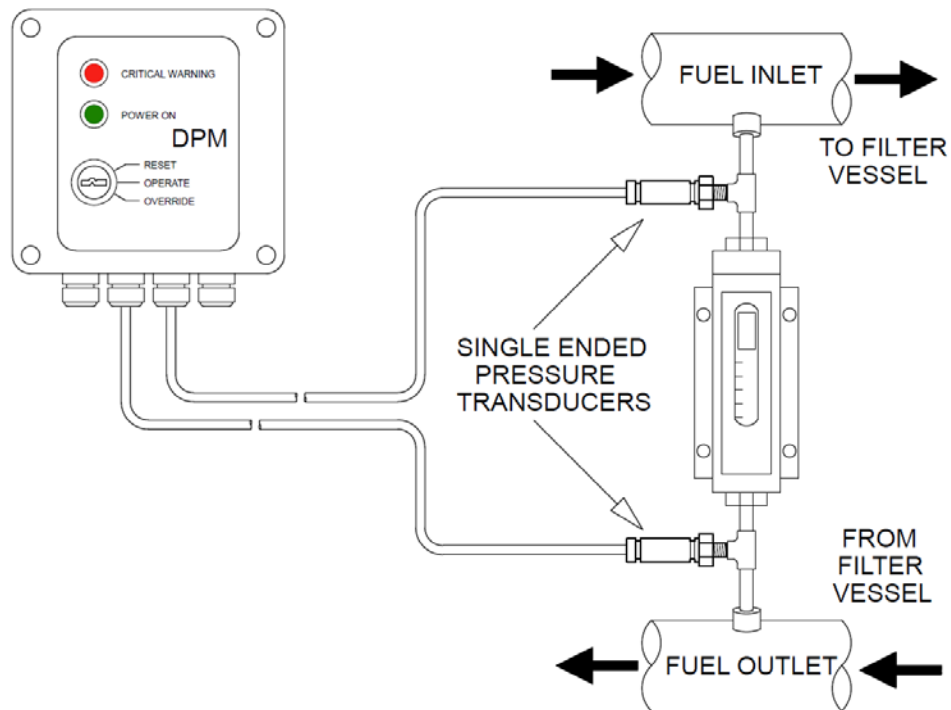 CRITICAL WARNING
POWER ON
DPM
RESET
OPERATE
OVERRIDE
FUEL INLET
TO FILTER
VESSEL
SINGLE ENDED
PRESSURE
TRANSDUCERS
FROM
FILTER
VESSEL
FUEL OUTLET